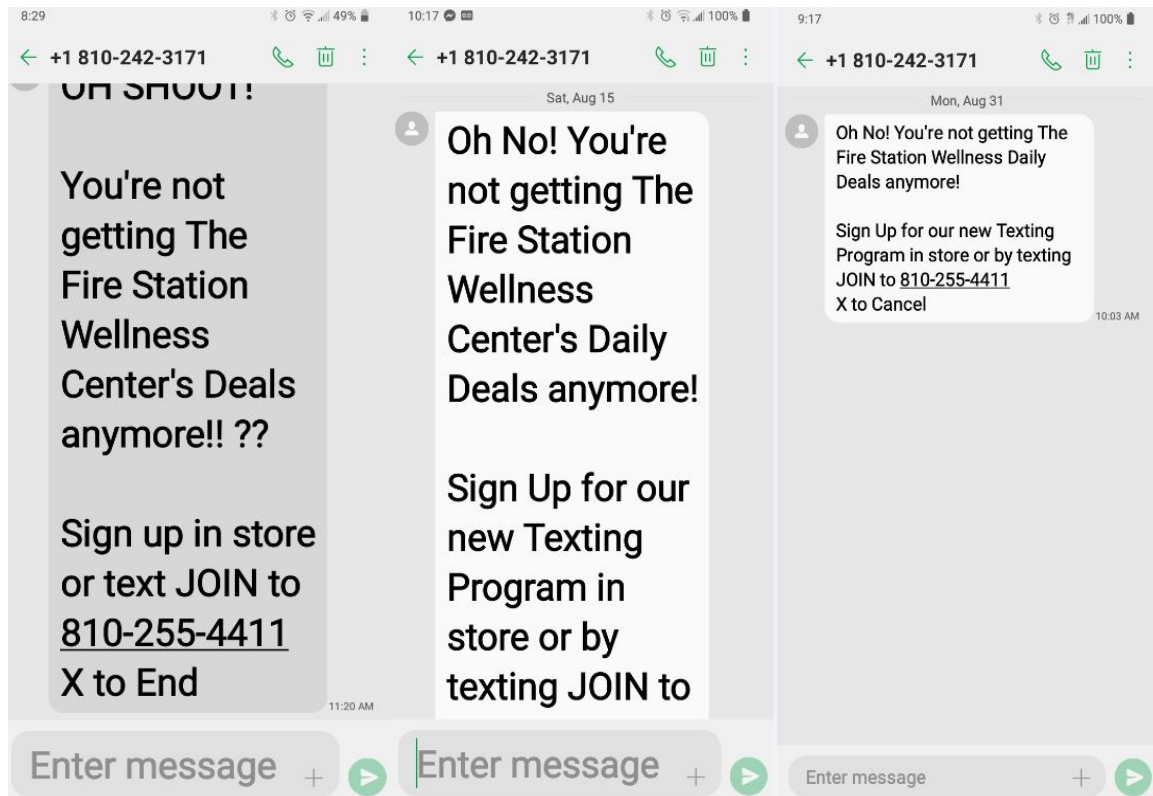 8:29
49%
+1 810-242-3171
OH SHOOT!
You're not
getting The
Fire Station
Wellness
Center's Deals
anymore!! ??
Sign up in store
or text JOIN to
810-255-4411
X to End
11:20 AM
Enter message
10:17
100%
+1 810-242-3171
Sat, Aug 15
Oh No! You're
not getting The
Fire Station
Wellness
Center's Daily
Deals anymore!
Sign Up for our
new Texting
Program in
store or by
texting JOIN to
Enter message
9:17
100%
+1 810-242-3171
Mon, Aug 31
Oh No! You're not getting The
Fire Station Wellness Daily
Deals anymore!
Sign Up for our new Texting
Program in store or by texting
JOIN to 810-255-4411
X to Cancel
10:03 AM
Enter message